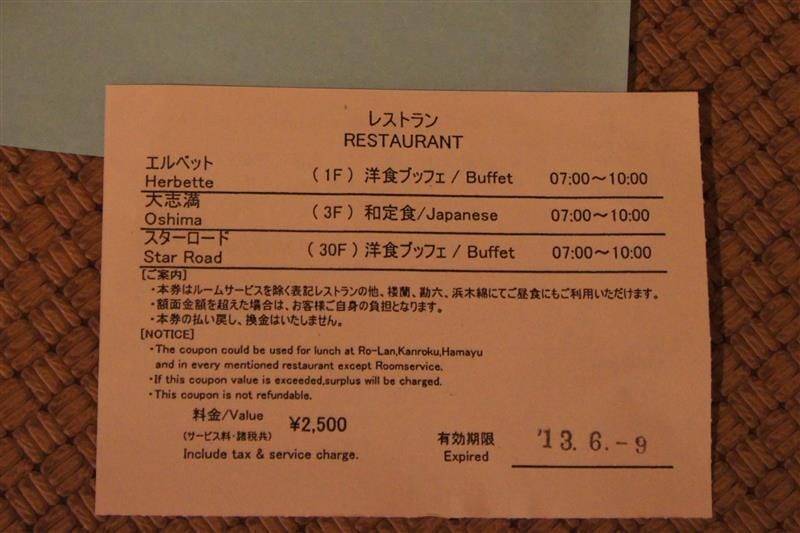 レストラン
RESTAURANT
エルベット
Herbette (1F) 洋食ブッフェ / Buffet 07:00～10:00
大志満
Oshima (3F) 和定食/Japanese 07:00～10:00
スターロード
Star Road (30F) 洋食ブッフェ / Buffet 07:00～10:00
[ご案内]
・本券はルームサービスを除く表記レストランの他、楼蘭、勘六、浜木綿にてご昼食にもご利用いただけます。
・額面金額を超えた場合は、お客様ご自身の負担となります。
・本券の払い戻し、換金はいたしません。
[NOTICE]
・The coupon could be used for lunch at Ro-Lan,Kanroku,Hamayu
and in every mentioned restaurant except Roomservice.
・If this coupon value is exceeded,surplus will be charged.
・This coupon is not refundable.
料金/Value ¥2,500
(サービス料・諸税共)
Include tax & service charge.
有効期限
Expired '13. 6. -9